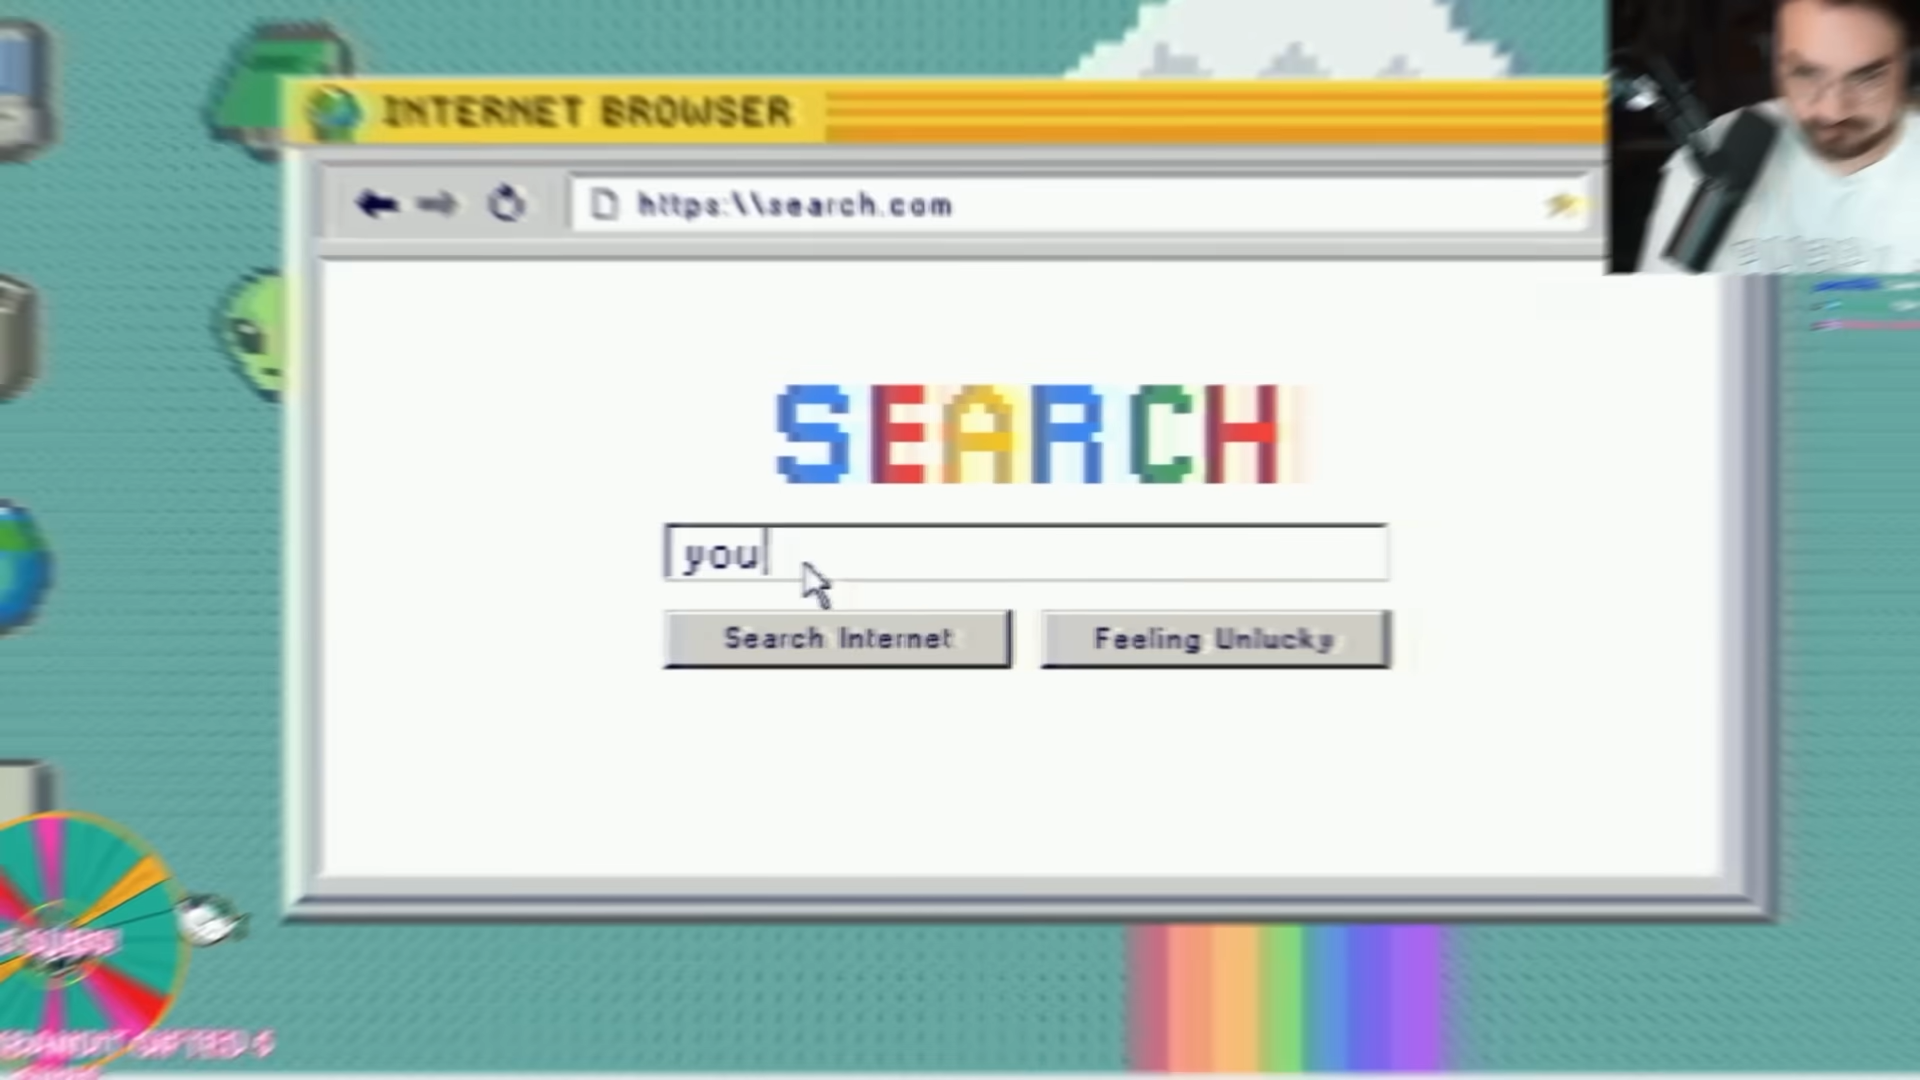 INTERNET BROWSER
https:\\search.com
SEARCH
you
Search Internet
Feeling Unlucky